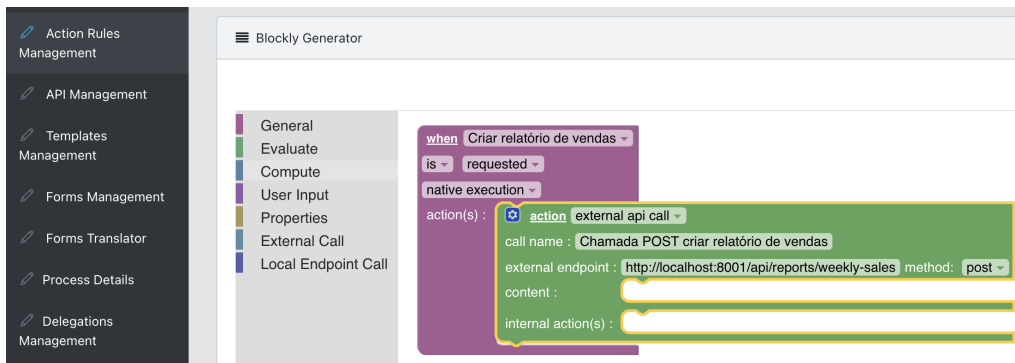 Action Rules
Management
API Management
Templates
Management
Forms Management
Forms Translator
Process Details
Delegations
Management
Blockly Generator
General
Evaluate
Compute
User Input
Properties
External Call
Local Endpoint Call
when Criar relatório de vendas
is requested
native execution
action(s) : action external api call
call name : Chamada POST criar relatório de vendas
external endpoint : http://localhost:8001/api/reports/weekly-sales method: post
content :
internal action(s) :